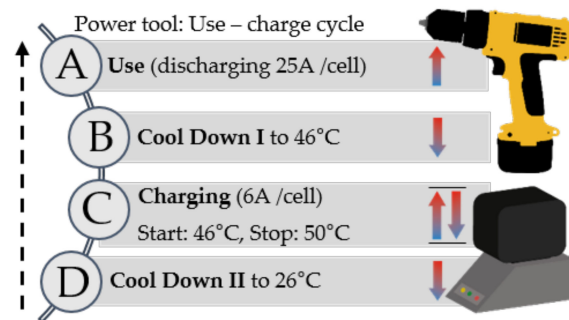 Power tool: Use – charge cycle
A
Use (discharging 25A /cell)
B
Cool Down I to 46°C
C
Charging (6A /cell)
Start: 46°C, Stop: 50°C
D
Cool Down II to 26°C